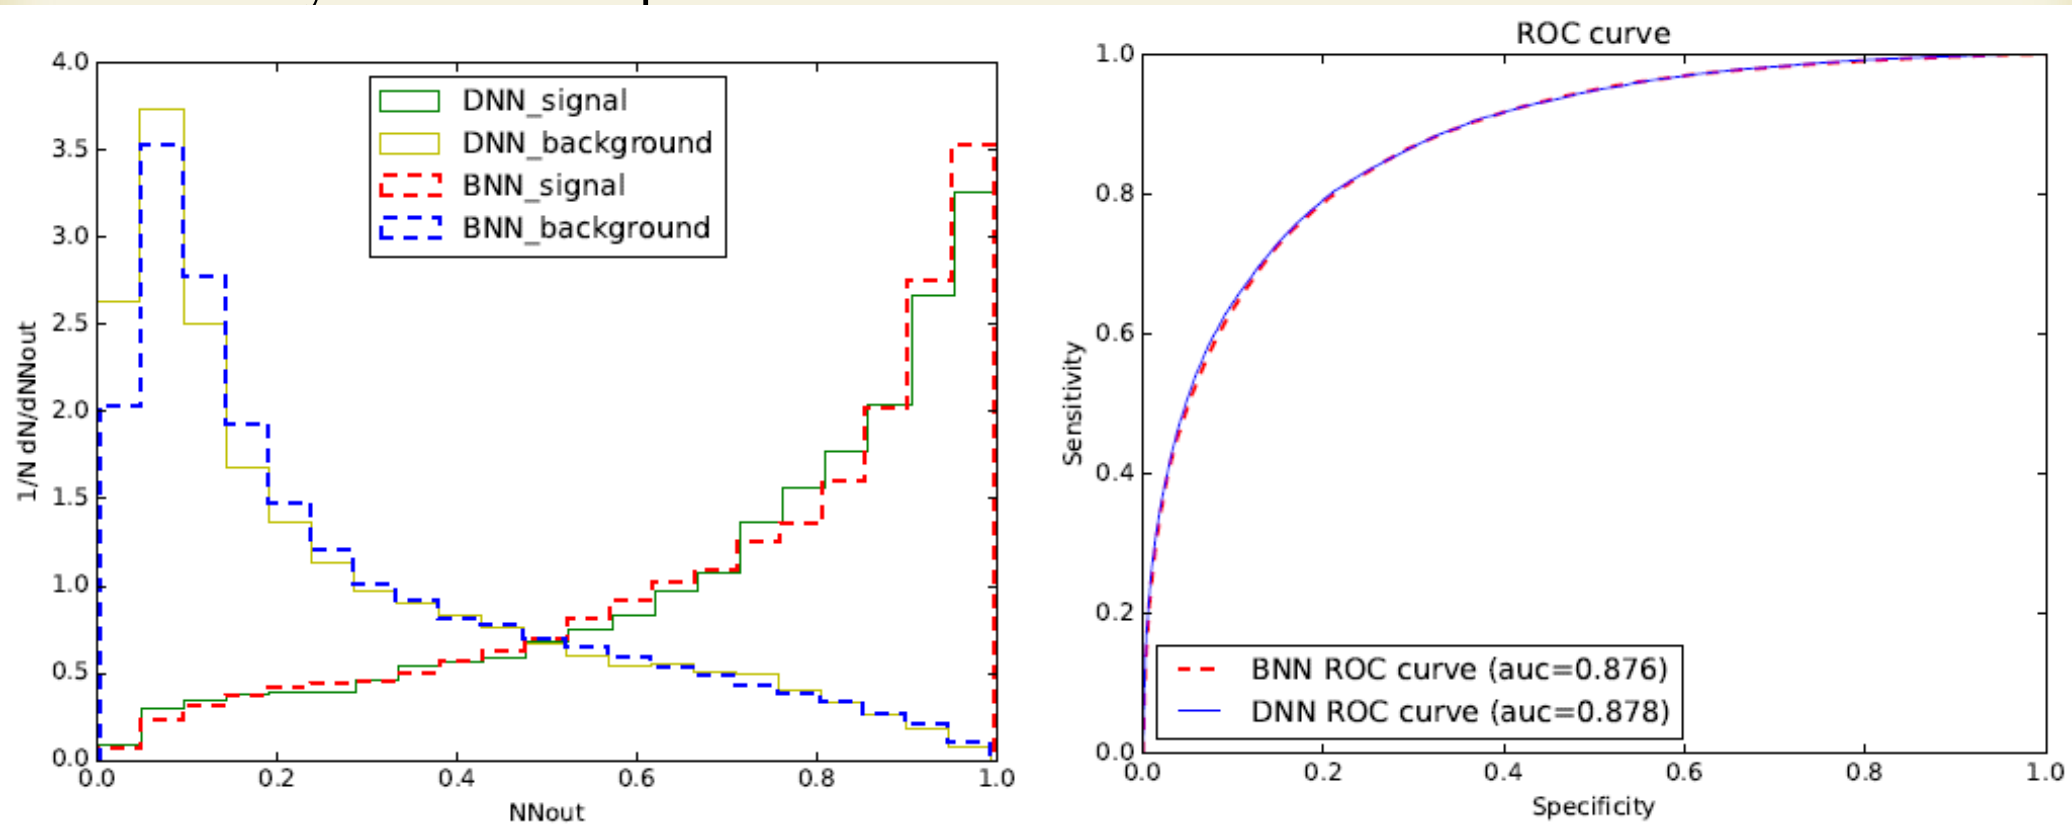 4.0
3.5
3.0
2.5
2.0
1.5
1.0
0.5
0.0
0.0 0.2 0.4 0.6 0.8 1.0
1/N dN/dNNout
NNout
DNN_signal
DNN_background
BNN_signal
BNN_background
ROC curve
1.0
0.8
0.6
0.4
0.2
0.0
0.0 0.2 0.4 0.6 0.8 1.0
Sensitivity
Specificity
BNN ROC curve (auc=0.876)
DNN ROC curve (auc=0.878)